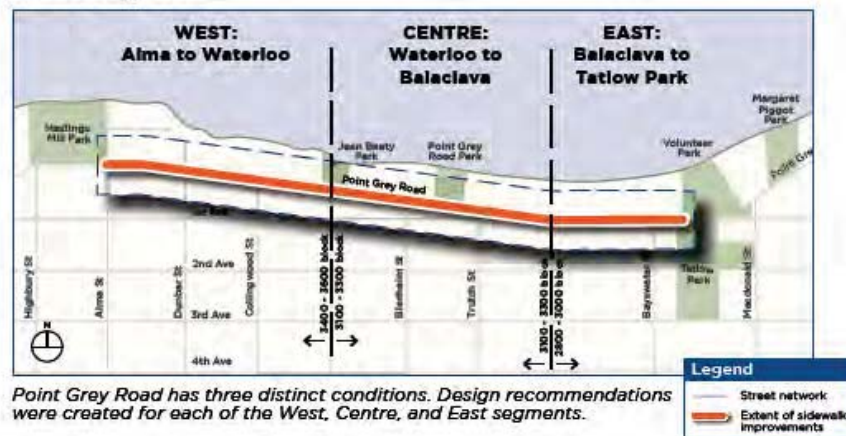 WEST:
Alma to Waterloo
CENTRE:
Waterloo to
Balaclava
EAST:
Balaclava to
Tatlow Park
Margaret
Piggot
Park
Hastings
Mill Park
Jean Beaty
Park
Point Grey
Road Park
Volunteer
Park
Point Gre
Point Grey Road
1st Ave
2nd Ave
3rd Ave
4th Ave
Highbury St
Alma St
Dunbar St
Collingwood St
3400 - 3600 block
3100 - 3300 block
Blenheim St
Trutch St
3100 - 3300 block
2800 - 3000 block
Bayswater St
Tatlow
Park
Macdonald St
N
Point Grey Road has three distinct conditions. Design recommendations
were created for each of the West, Centre, and East segments.
Legend
Street network
Extent of sidewalk
improvements